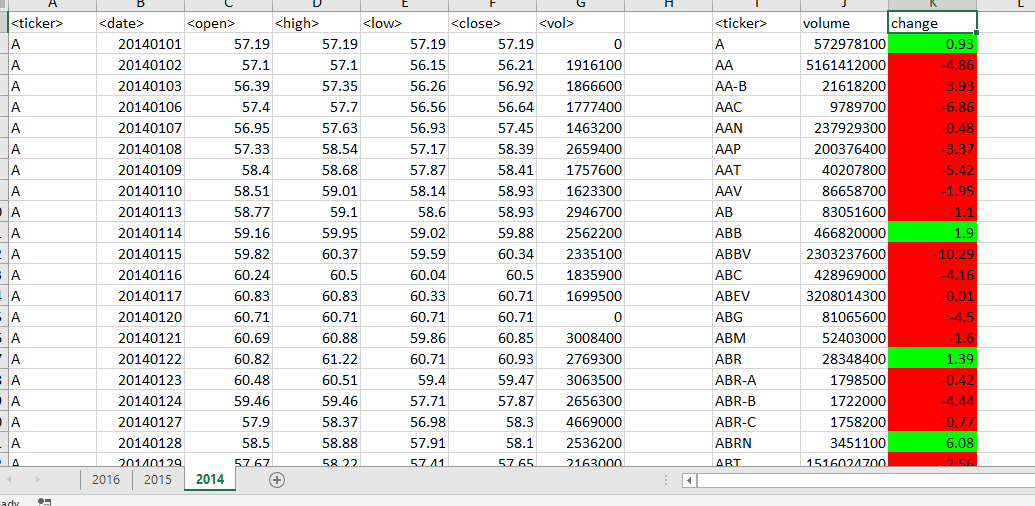 A B C D E F G H I J K L
<ticker> <date> <open> <high> <low> <close> <vol> <ticker> volume change
A 20140101 57.19 57.19 57.19 57.19 0 A 572978100 0.93
A 20140102 57.1 57.1 56.15 56.21 1916100 AA 5161412000 -4.86
A 20140103 56.39 57.35 56.26 56.92 1866600 AA-B 21618200 -3.93
A 20140106 57.4 57.7 56.56 56.64 1777400 AAC 9789700 -6.86
A 20140107 56.95 57.63 56.93 57.45 1463200 AAN 237929300 -0.48
A 20140108 57.33 58.54 57.17 58.39 2659400 AAP 200376400 -3.37
A 20140109 58.4 58.68 57.87 58.41 1757600 AAT 40207800 -5.42
A 20140110 58.51 59.01 58.14 58.93 1623300 AAV 86658700 -1.95
A 20140113 58.77 59.1 58.6 58.93 2946700 AB 83051600 -1.1
A 20140114 59.16 59.95 59.02 59.88 2562200 ABB 466820000 1.9
A 20140115 59.82 60.37 59.59 60.34 2335100 ABBV 2303237600 -10.29
A 20140116 60.24 60.5 60.04 60.5 1835900 ABC 428969000 -4.16
A 20140117 60.83 60.83 60.33 60.71 1699500 ABEV 3208014300 -0.01
A 20140120 60.71 60.71 60.71 60.71 0 ABG 81065600 -4.5
A 20140121 60.69 60.88 59.86 60.85 3008400 ABM 52403000 -1.6
A 20140122 60.82 61.22 60.71 60.93 2769300 ABR 28348400 1.39
A 20140123 60.48 60.51 59.4 59.47 3063500 ABR-A 1798500 -0.42
A 20140124 59.46 59.46 57.71 57.87 2656300 ABR-B 1722000 -4.44
A 20140127 57.9 58.37 56.98 58.3 4669000 ABR-C 1758200 -0.77
A 20140128 58.5 58.88 57.91 58.1 2536200 ABRN 3451100 6.08
A 20140129 57.67 58.22 57.41 57.65 2163000 ABT 1516024700 -2.56
2016 2015 2014